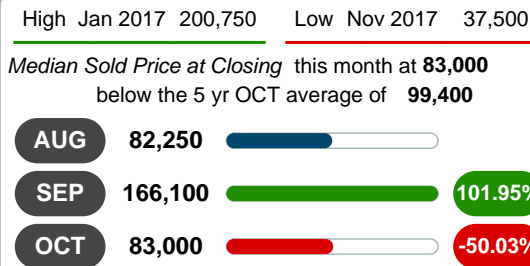 High Jan 2017 200,750 Low Nov 2017 37,500
Median Sold Price at Closing this month at 83,000
below the 5 yr OCT average of 99,400
AUG 82,250
SEP 166,100 101.95%
OCT 83,000 -50.03%